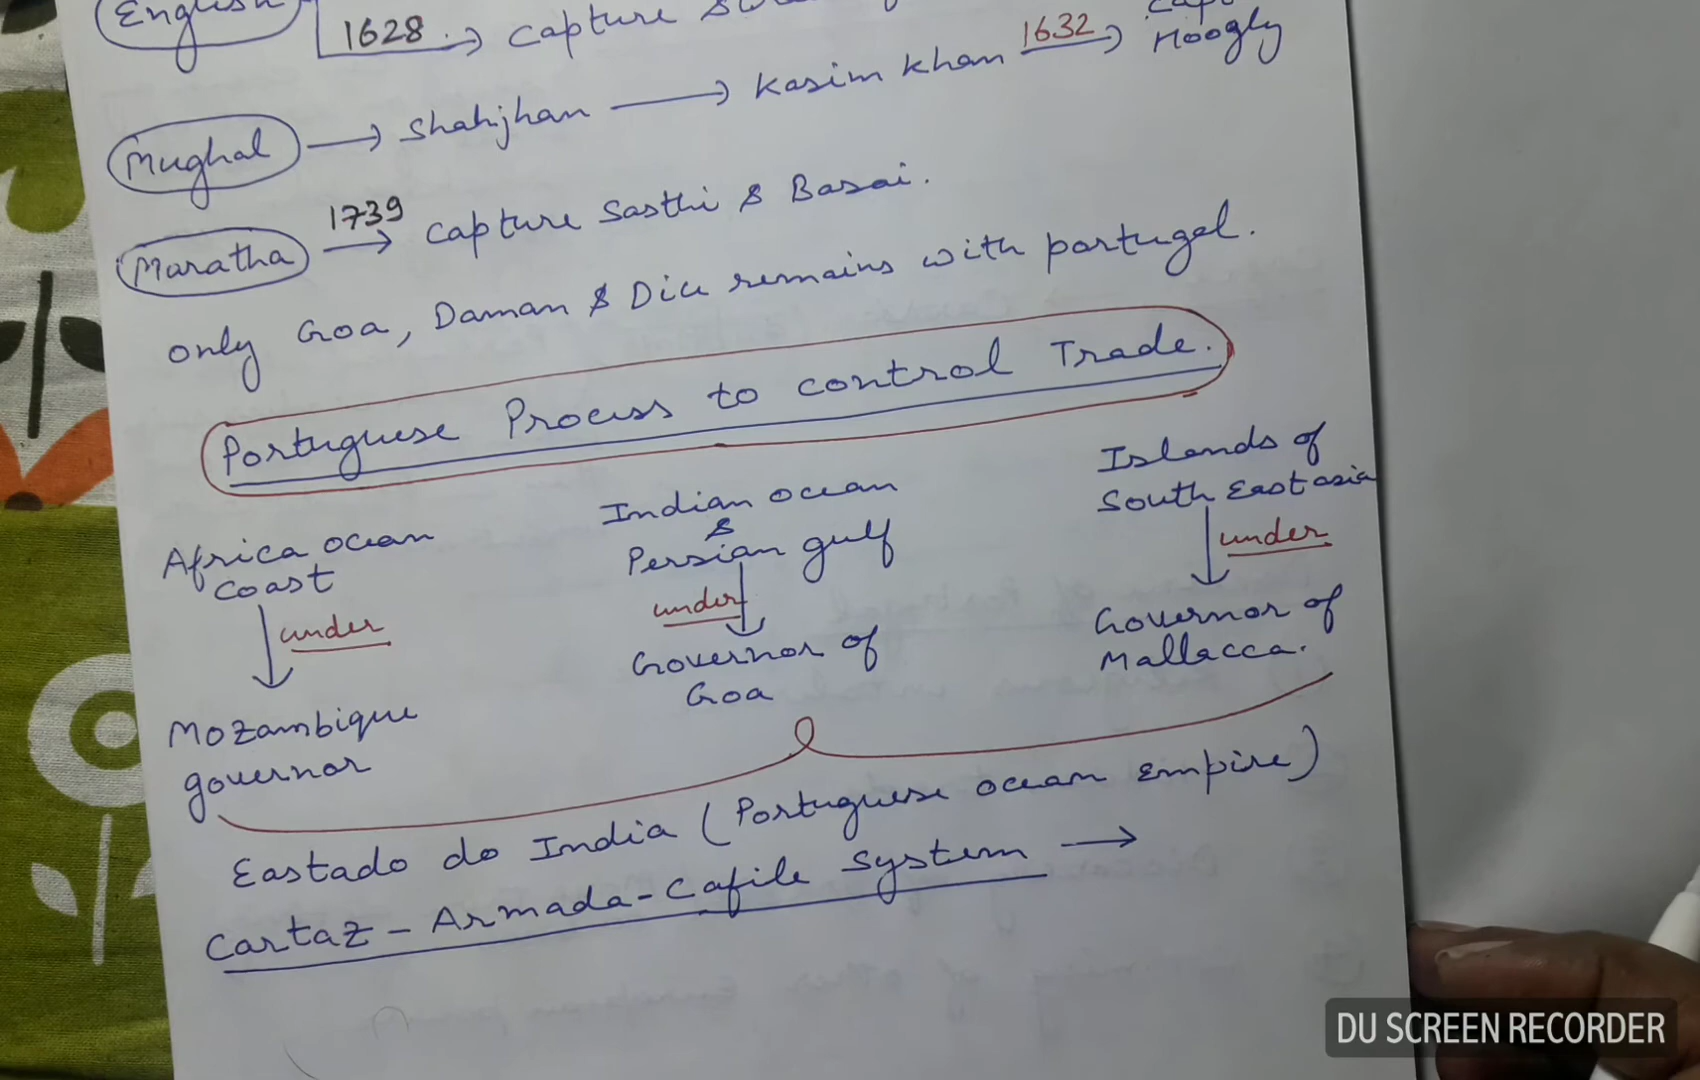 English
1628 → capture
Mughal → Shahjhan → Kasim khan 1632 → Hoogly
Maratha 1739 → capture Sasthi & Basai.
only Goa, Daman & Diu remains with portugal.
Portuguese Process to control Trade.
Africa ocean
coast
under
Mozambique
governor
Indian ocean
&
Persian gulf
under
Governor of
Goa
Islands of
South East asia
under
Governor of
Mallacca.
Eastado do India (Portuguese ocean Empire)
Cartaz - Armada - Cafile System →
DU SCREEN RECORDER